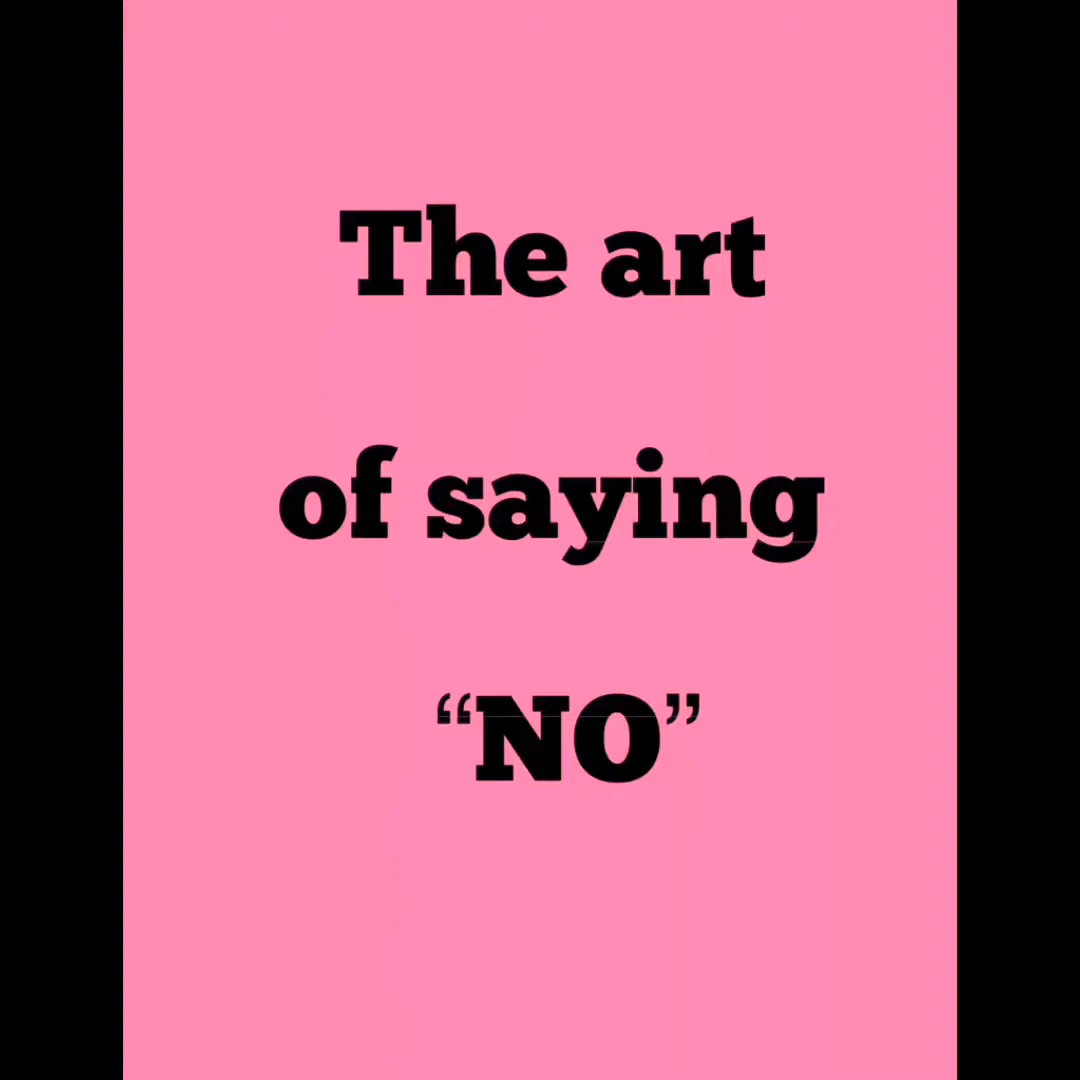 The art
of saying
“NO”